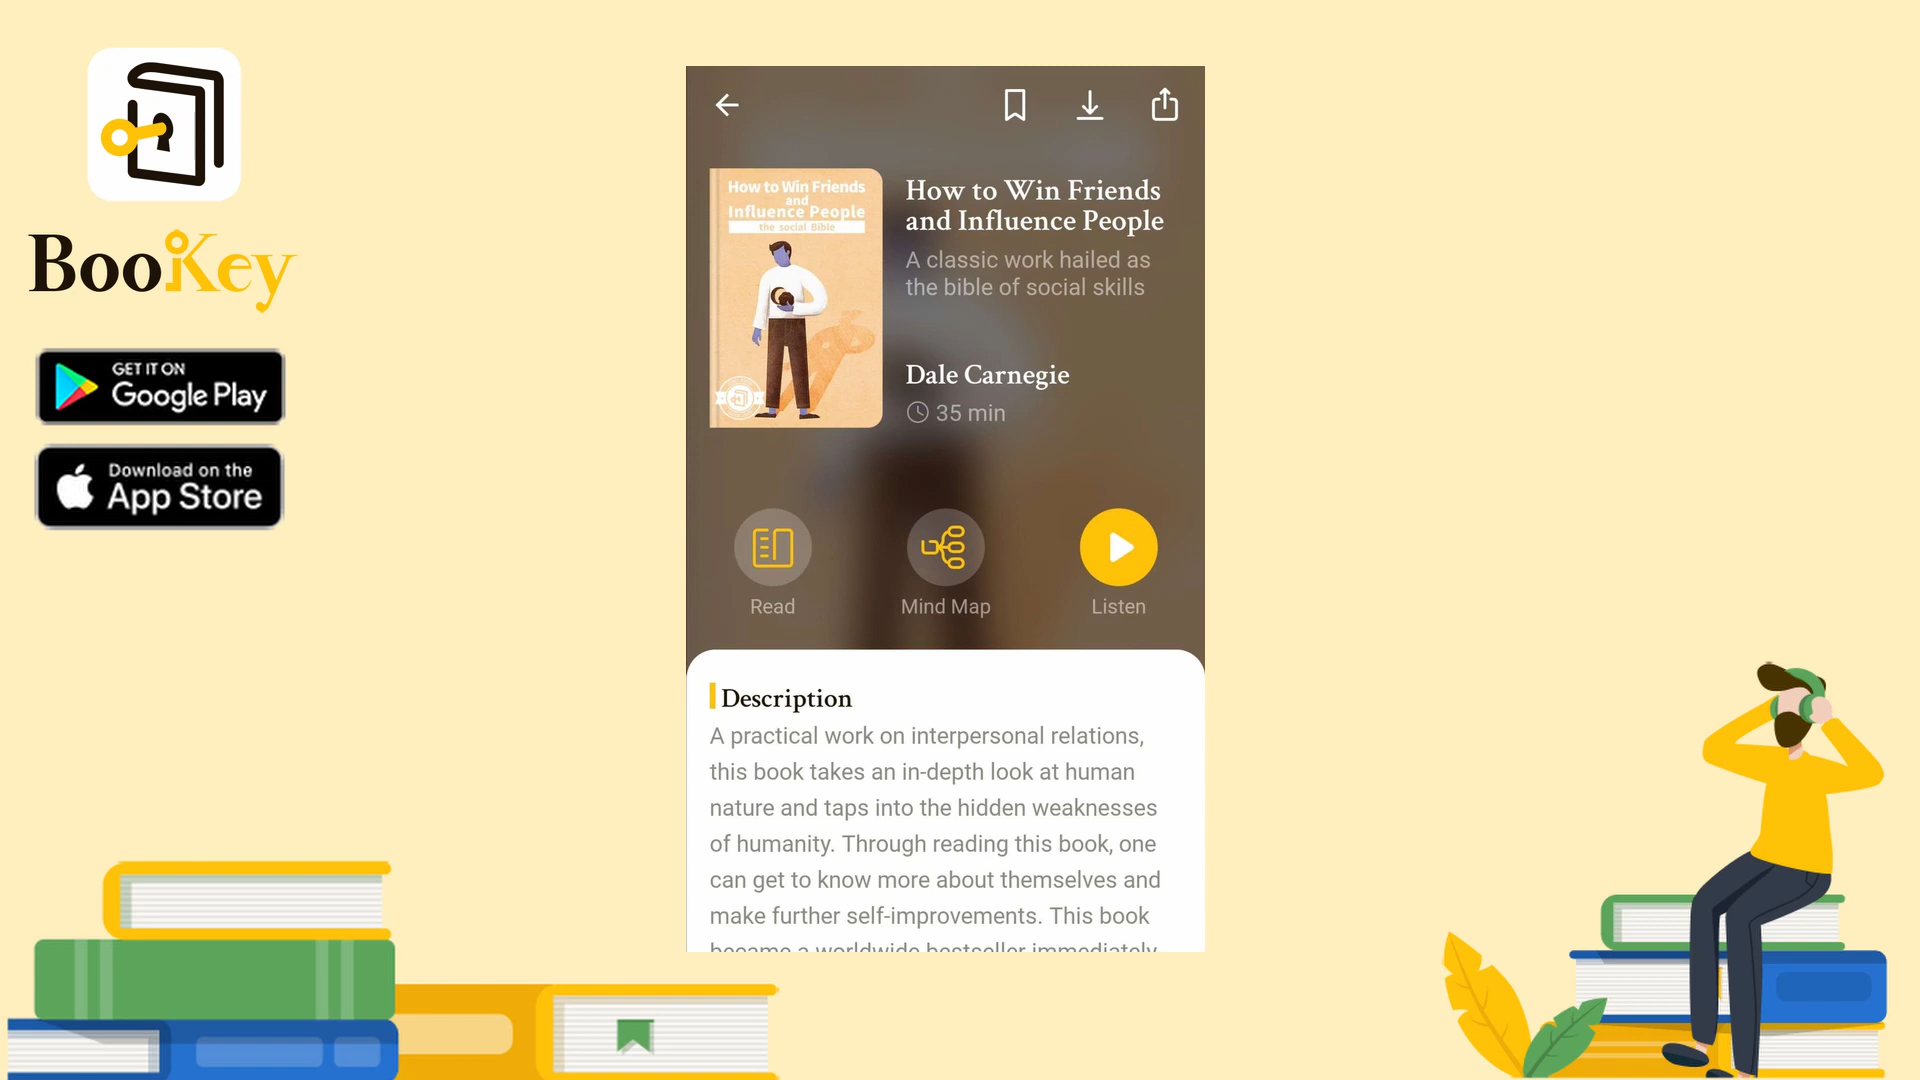 BooKey
GET IT ON
Google Play
Download on the
App Store
How to Win Friends
and
Influence People
the social Bible
How to Win Friends
and Influence People
A classic work hailed as
the bible of social skills
Dale Carnegie
35 min
Read
Mind Map
Listen
Description
A practical work on interpersonal relations,
this book takes an in-depth look at human
nature and taps into the hidden weaknesses
of humanity. Through reading this book, one
can get to know more about themselves and
make further self-improvements. This book
became a worldwide bestseller immediately